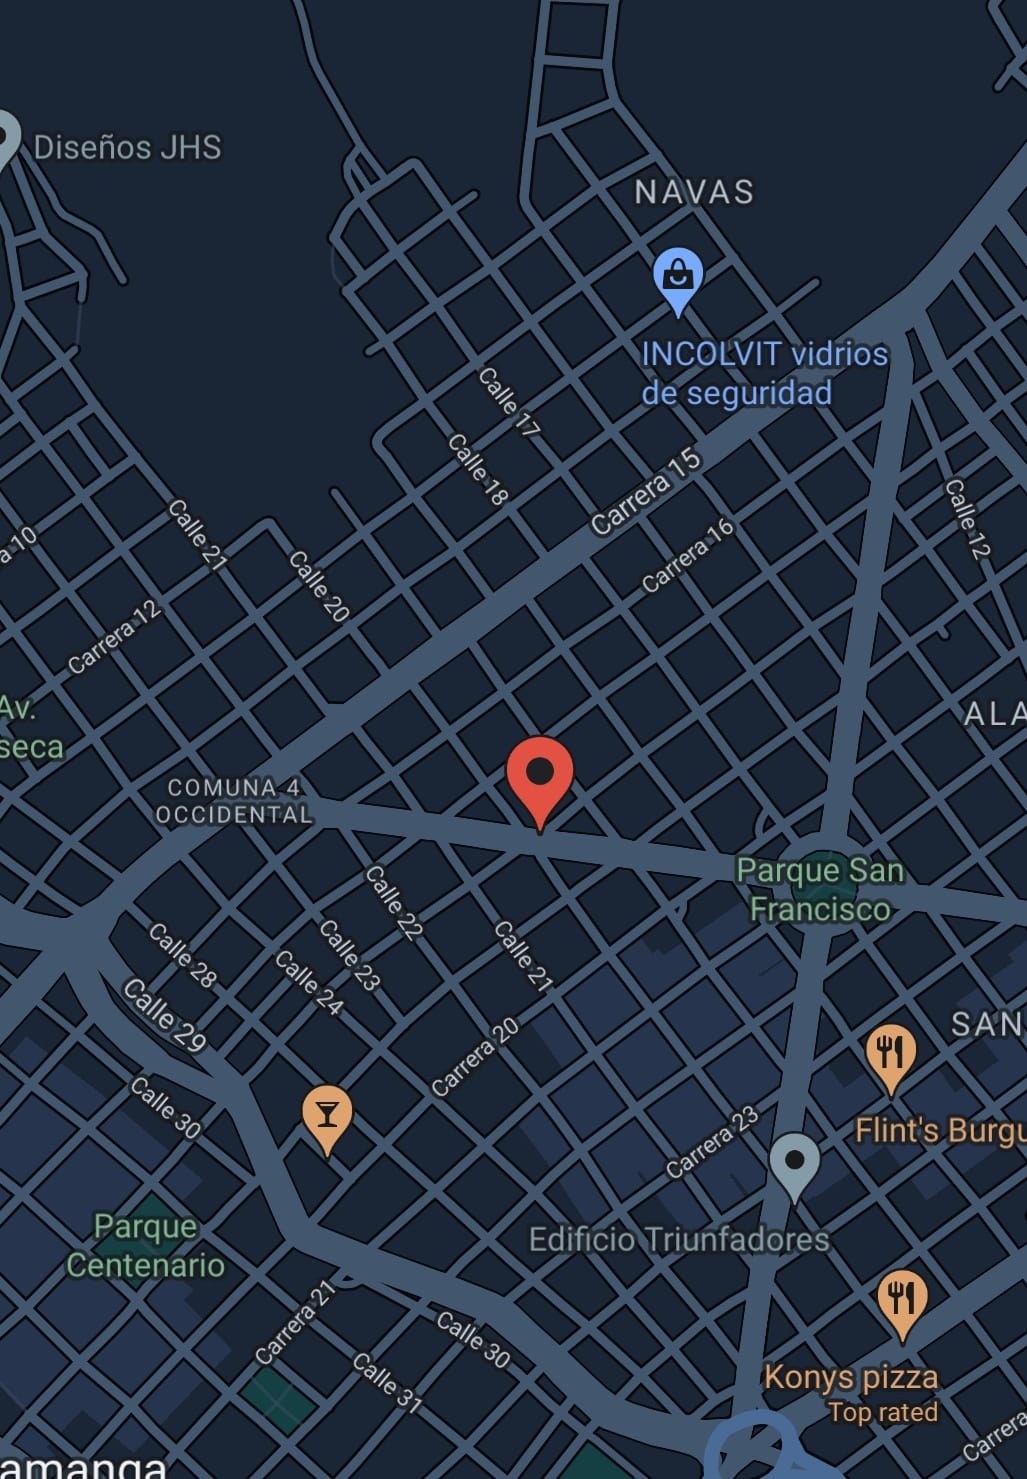 Diseños JHS
NAVAS
INCOLVIT vidrios
de seguridad
Calle 17
Calle 18
Carrera 15
Calle 12
Calle 21
Carrera 16
a 10
Calle 20
Carrera 12
Av.
seca
ALA
COMUNA 4
OCCIDENTAL
Parque San
Francisco
Calle 22
Calle 23
Calle 21
Calle 28
Calle 24
Calle 29
SAN
Carrera 20
Calle 30
Carrera 23
Flint's Burgu
Parque
Centenario
Edificio Triunfadores
Carrera 21
Calle 30
Calle 31
Konys pizza
Top rated
Carrera
amanga